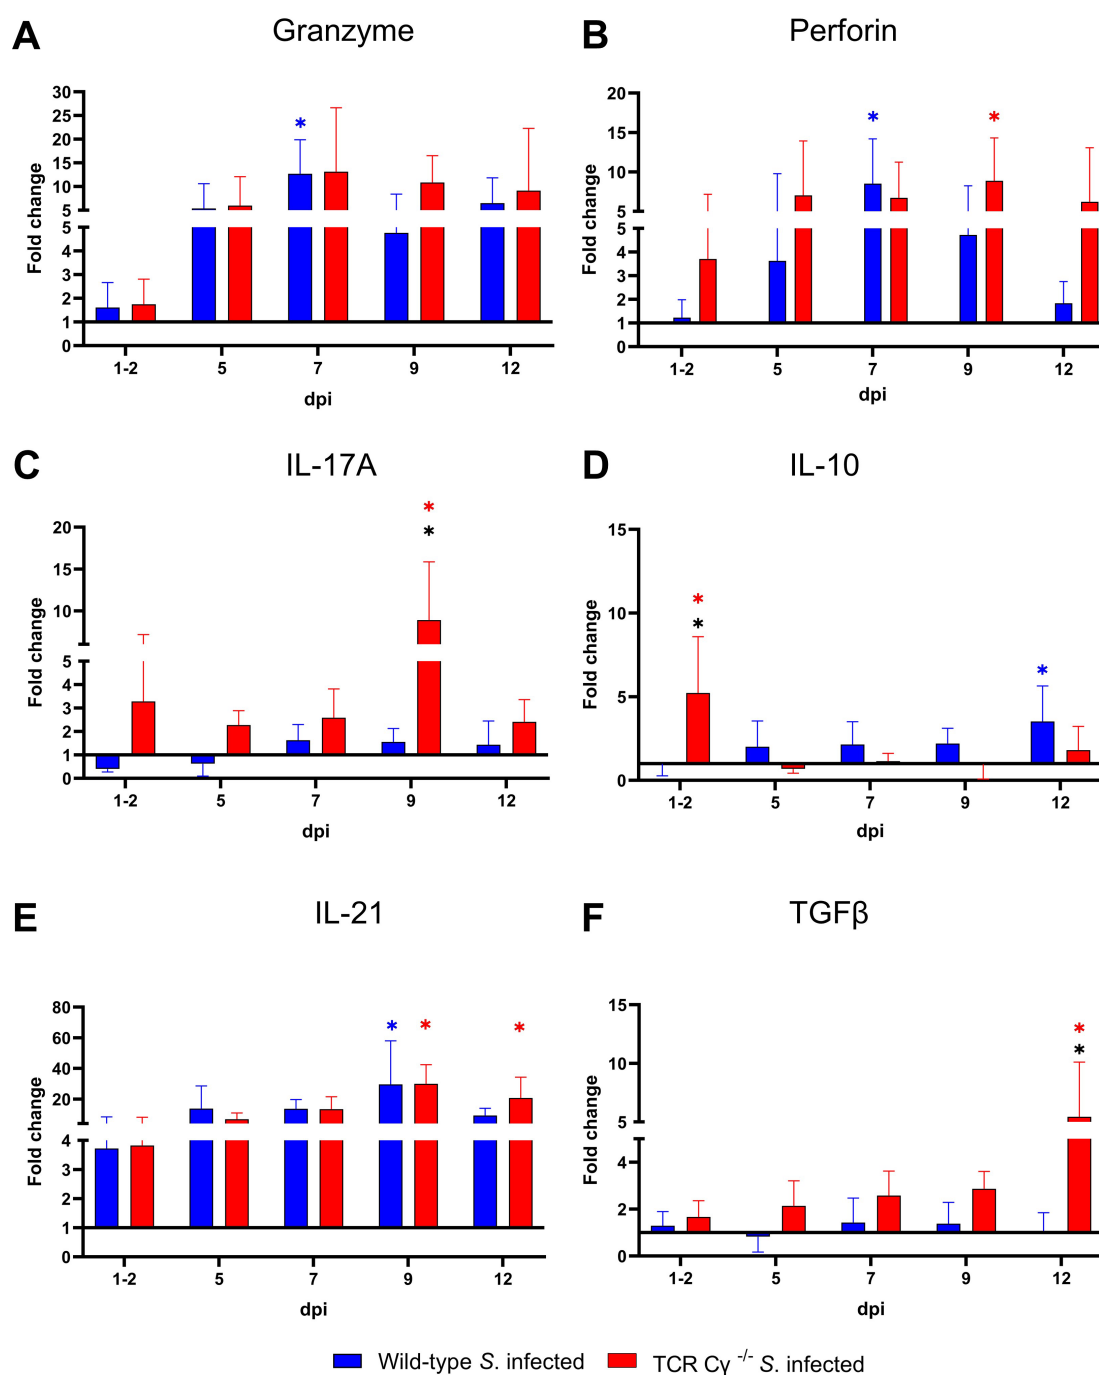 A Granzyme
Fold change
30
25
20
15
10
5
5
4
3
2
1
0
*
1-2 5 7 9 12
dpi
B Perforin
Fold change
20
15
10
5
5
4
3
2
1
0
* *
1-2 5 7 9 12
dpi
C IL-17A
Fold change
20
15
10
5
4
3
2
1
0
*
*
1-2 5 7 9 12
dpi
D IL-10
Fold change
15
10
5
0
*
*
*
1-2 5 7 9 12
dpi
E IL-21
Fold change
80
60
40
20
4
3
2
1
0
* * *
1-2 5 7 9 12
dpi
F TGFβ
Fold change
15
10
5
4
2
0
*
*
1-2 5 7 9 12
dpi
Wild-type S. infected TCR Cγ -/- S. infected